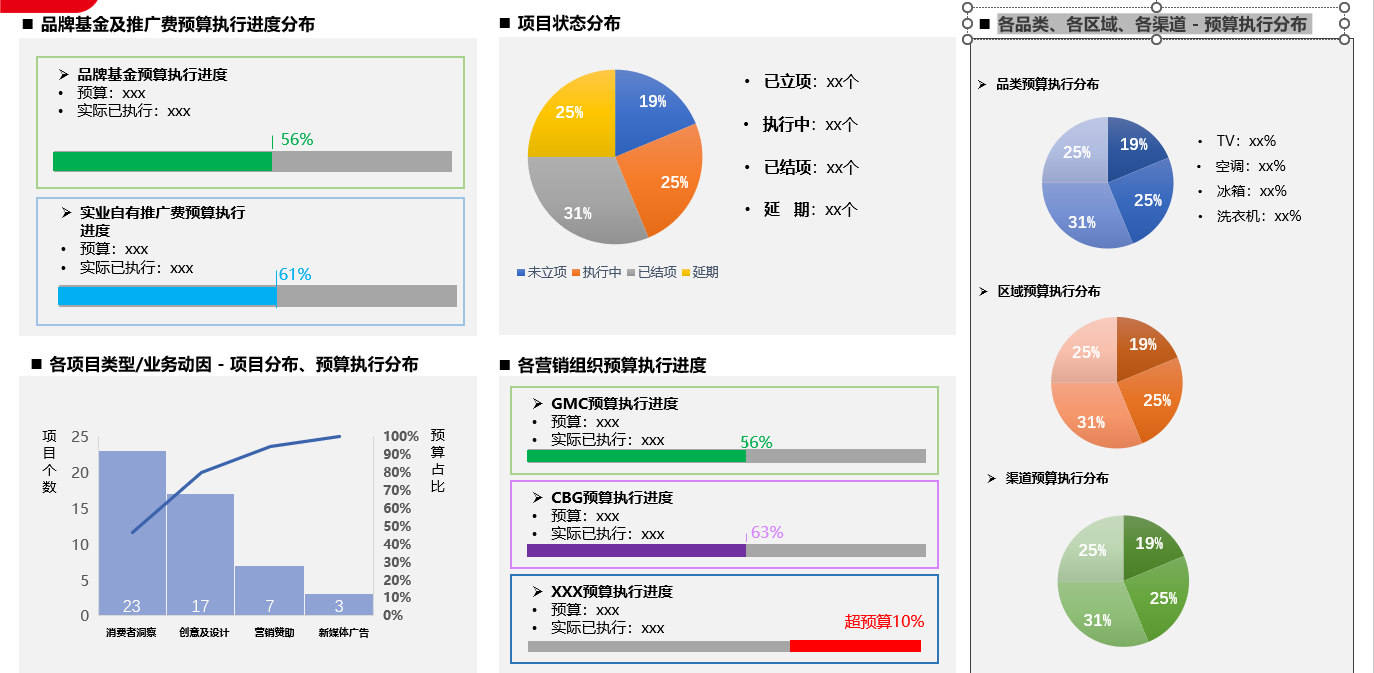 ■ 品牌基金及推广费预算执行进度分布
➢ 品牌基金预算执行进度
• 预算：xxx
• 实际已执行：xxx
56%
➢ 实业自有推广费预算执行
进度
• 预算：xxx
• 实际已执行：xxx
61%
■ 项目状态分布
19%
25%
31%
25%
• 已立项：xx个
• 执行中：xx个
• 已结项：xx个
• 延 期：xx个
未立项 执行中 已结项 延期
■ 各品类、各区域、各渠道 - 预算执行分布
➢ 品类预算执行分布
19%
25%
31%
25%
• TV：xx%
• 空调：xx%
• 冰箱：xx%
• 洗衣机：xx%
➢ 区域预算执行分布
19%
25%
31%
25%
➢ 渠道预算执行分布
19%
25%
31%
25%
■ 各项目类型/业务动因 - 项目分布、预算执行分布
项目个数
25
20
15
10
5
0
23
17
7
3
消费者洞察
创意及设计
营销赞助
新媒体广告
100%
90%
80%
70%
60%
50%
40%
30%
20%
10%
0%
预算占比
■ 各营销组织预算执行进度
➢ GMC预算执行进度
• 预算：xxx
• 实际已执行：xxx
56%
➢ CBG预算执行进度
• 预算：xxx
• 实际已执行：xxx
63%
➢ XXX预算执行进度
• 预算：xxx
• 实际已执行：xxx
超预算10%